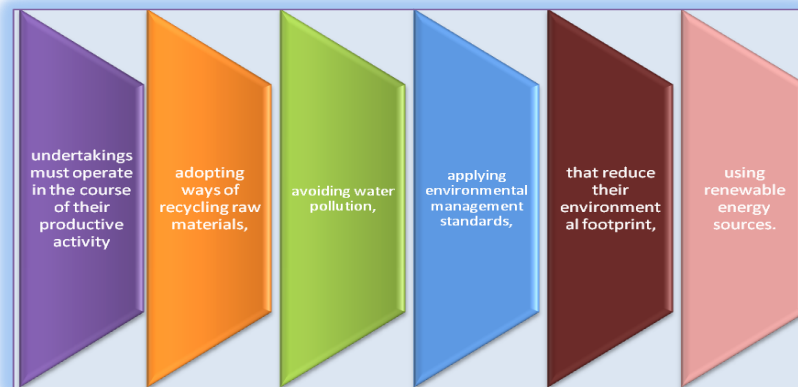 undertakings
must operate
in the course
of their
productive
activity
adopting
ways of
recycling raw
materials,
avoiding water
pollution,
applying
environmental
management
standards,
that reduce
their
environment
al footprint,
using
renewable
energy
sources.